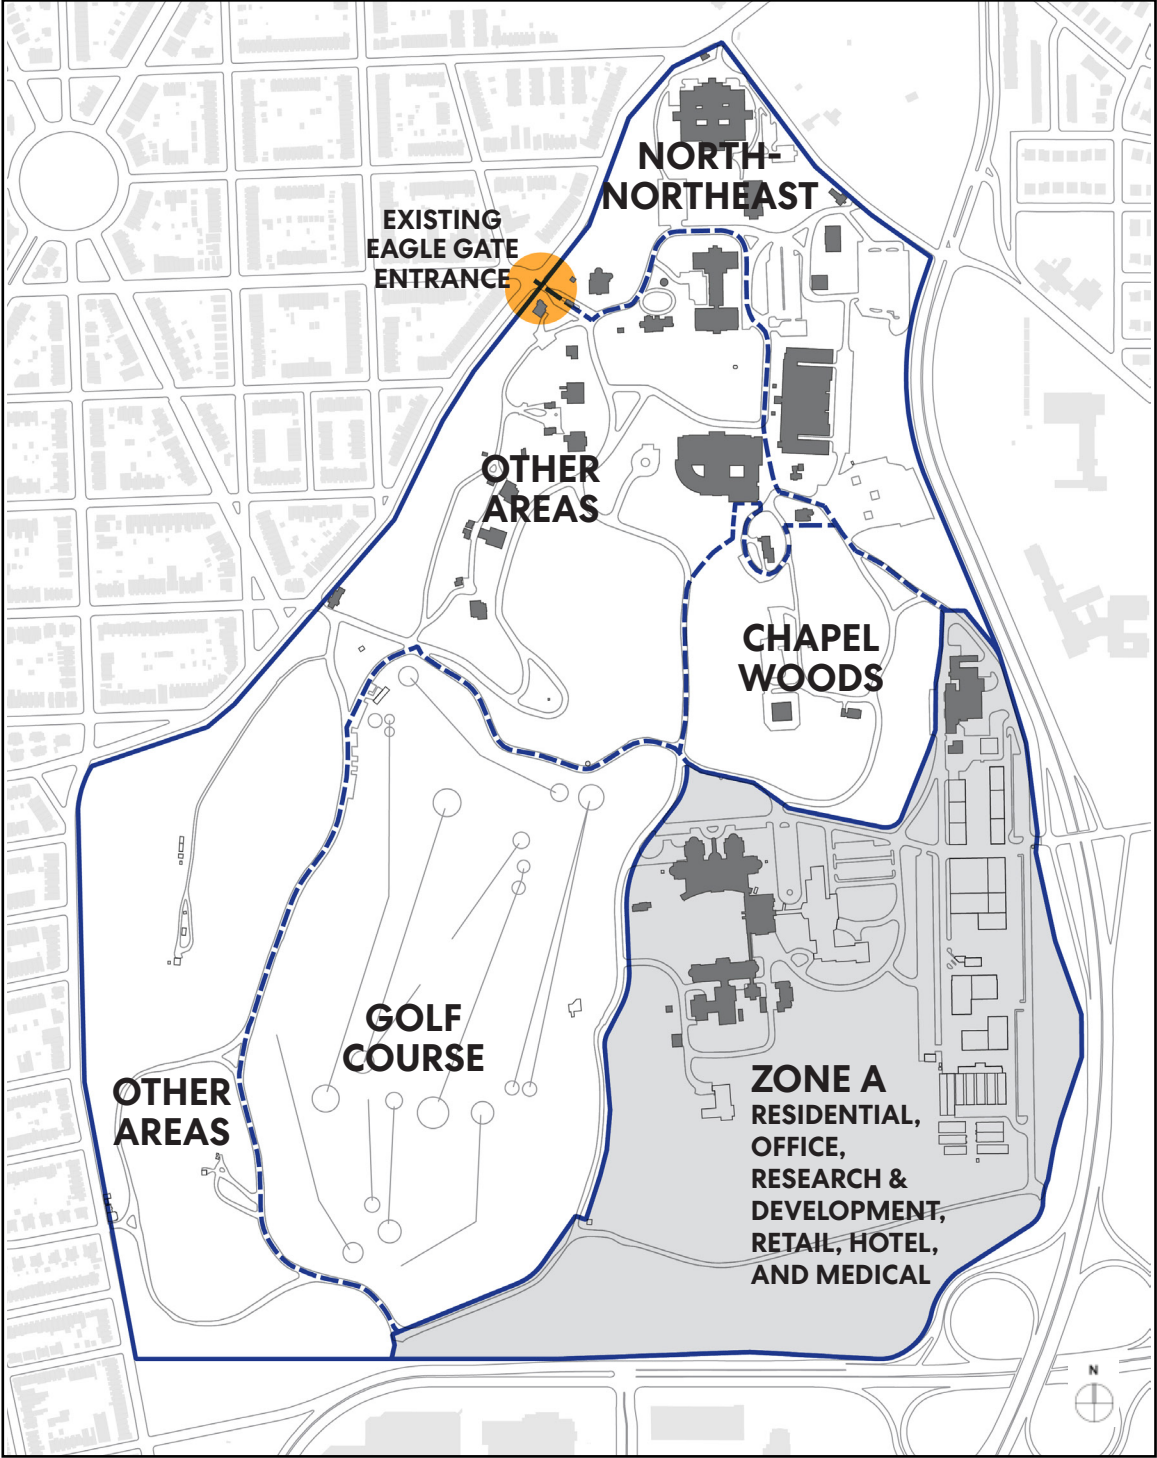 NORTH-
NORTHEAST
EXISTING
EAGLE GATE
ENTRANCE
OTHER
AREAS
CHAPEL
WOODS
GOLF
COURSE
OTHER
AREAS
ZONE A
RESIDENTIAL,
OFFICE,
RESEARCH &
DEVELOPMENT,
RETAIL, HOTEL,
AND MEDICAL
N